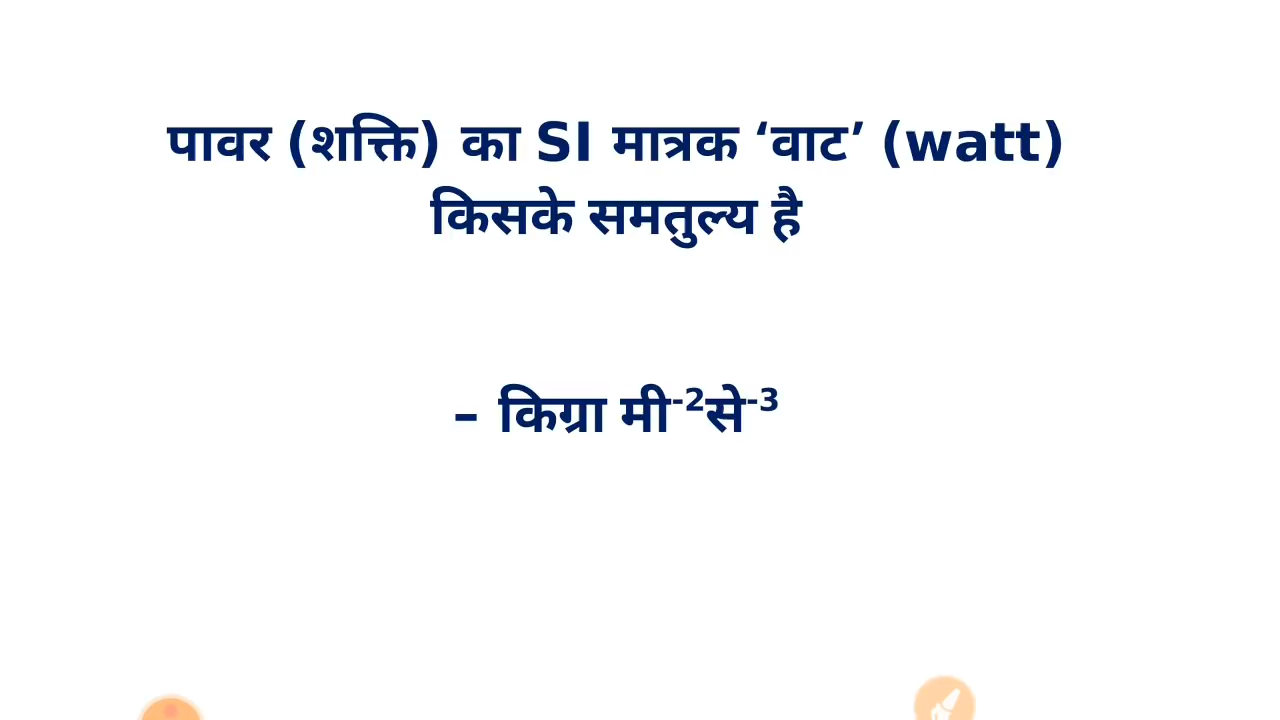 पावर (शक्ति) का SI मात्रक ‘वाट’ (watt)
किसके समतुल्य है
– किग्रा मी⁻²से⁻³